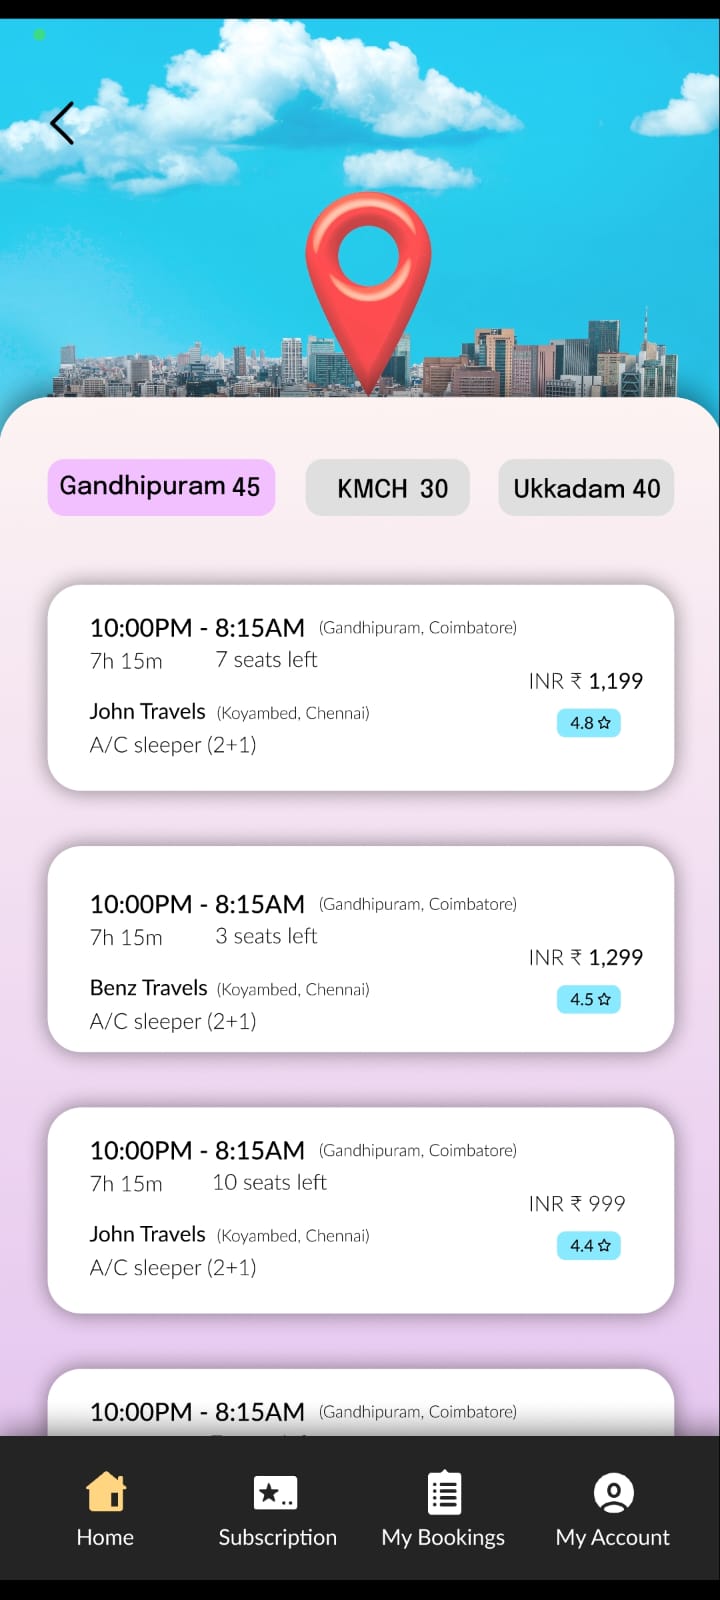 Gandhipuram 45 KMCH 30 Ukkadam 40
10:00PM - 8:15AM (Gandhipuram, Coimbatore)
7h 15m 7 seats left
INR ₹ 1,199
John Travels (Koyambed, Chennai)
4.8
A/C sleeper (2+1)
10:00PM - 8:15AM (Gandhipuram, Coimbatore)
7h 15m 3 seats left
INR ₹ 1,299
Benz Travels (Koyambed, Chennai)
4.5
A/C sleeper (2+1)
10:00PM - 8:15AM (Gandhipuram, Coimbatore)
7h 15m 10 seats left
INR ₹ 999
John Travels (Koyambed, Chennai)
4.4
A/C sleeper (2+1)
10:00PM - 8:15AM (Gandhipuram, Coimbatore)
Home Subscription My Bookings My Account